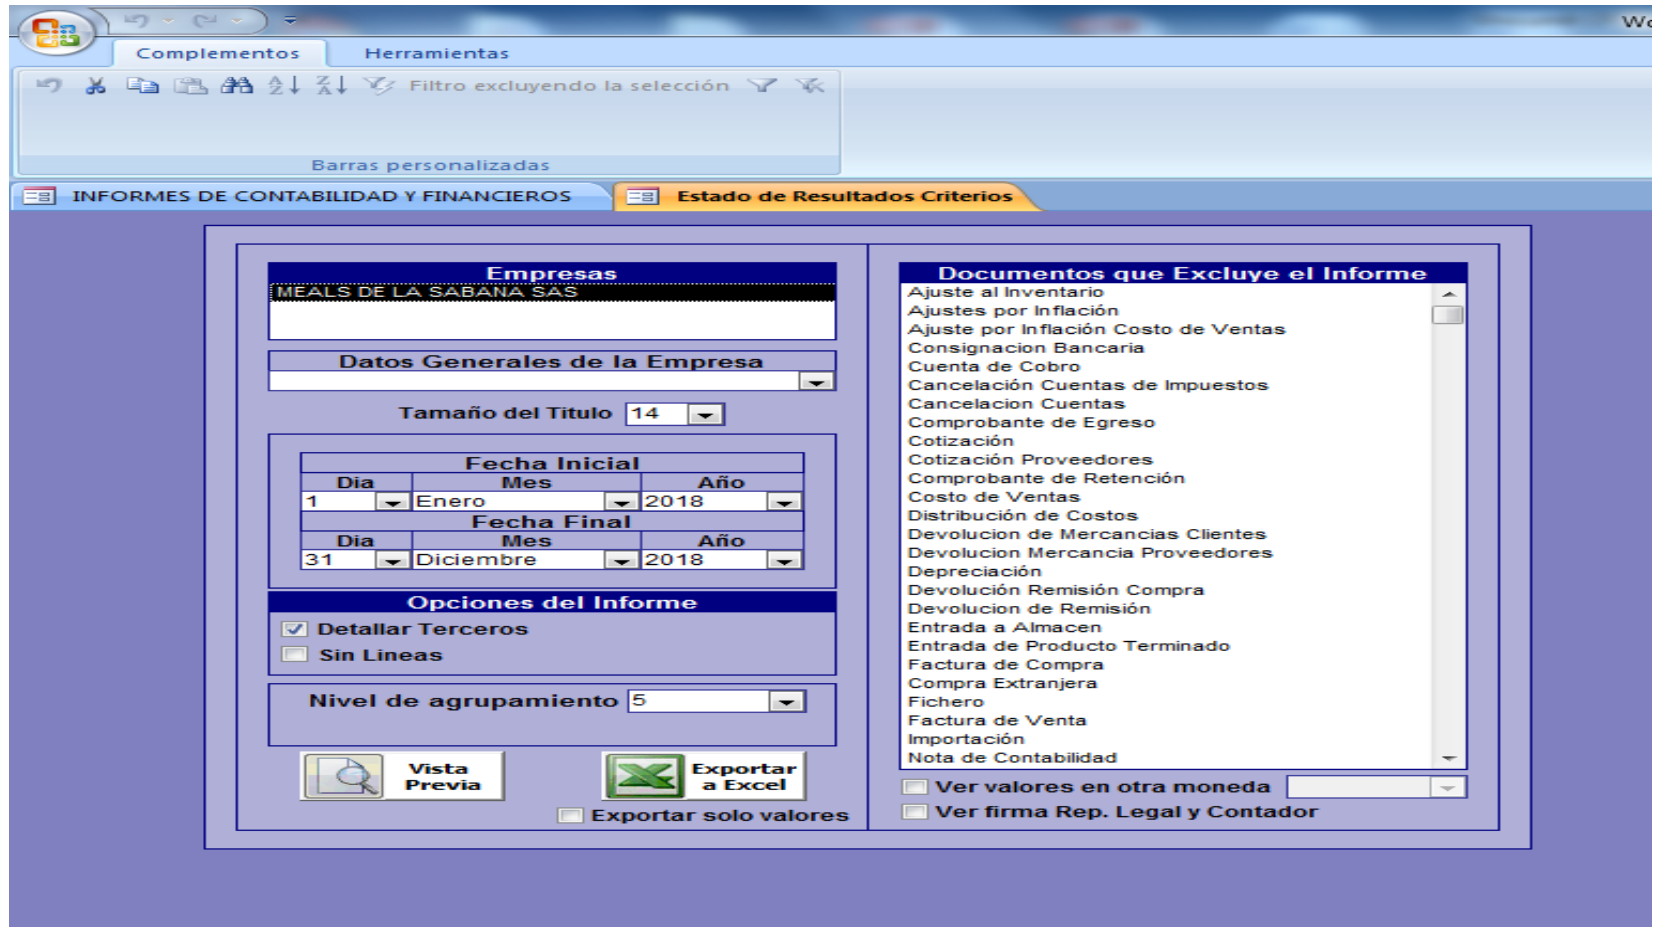 Wo
Complementos Herramientas
Filtro excluyendo la selección
Barras personalizadas
INFORMES DE CONTABILIDAD Y FINANCIEROS Estado de Resultados Criterios
Empresas
MEALS DE LA SABANA SAS
Datos Generales de la Empresa
Tamaño del Titulo 14
Fecha Inicial
Dia Mes Año
1 Enero 2018
Fecha Final
Dia Mes Año
31 Diciembre 2018
Opciones del Informe
Detallar Terceros
Sin Lineas
Nivel de agrupamiento 5
Vista Previa
Exportar a Excel
Exportar solo valores
Documentos que Excluye el Informe
Ajuste al Inventario
Ajustes por Inflación
Ajuste por Inflación Costo de Ventas
Consignacion Bancaria
Cuenta de Cobro
Cancelación Cuentas de Impuestos
Cancelacion Cuentas
Comprobante de Egreso
Cotización
Cotización Proveedores
Comprobante de Retención
Costo de Ventas
Distribución de Costos
Devolucion de Mercancias Clientes
Devolucion Mercancia Proveedores
Depreciación
Devolución Remisión Compra
Devolucion de Remisión
Entrada a Almacen
Entrada de Producto Terminado
Factura de Compra
Compra Extranjera
Fichero
Factura de Venta
Importación
Nota de Contabilidad
Ver valores en otra moneda
Ver firma Rep. Legal y Contador